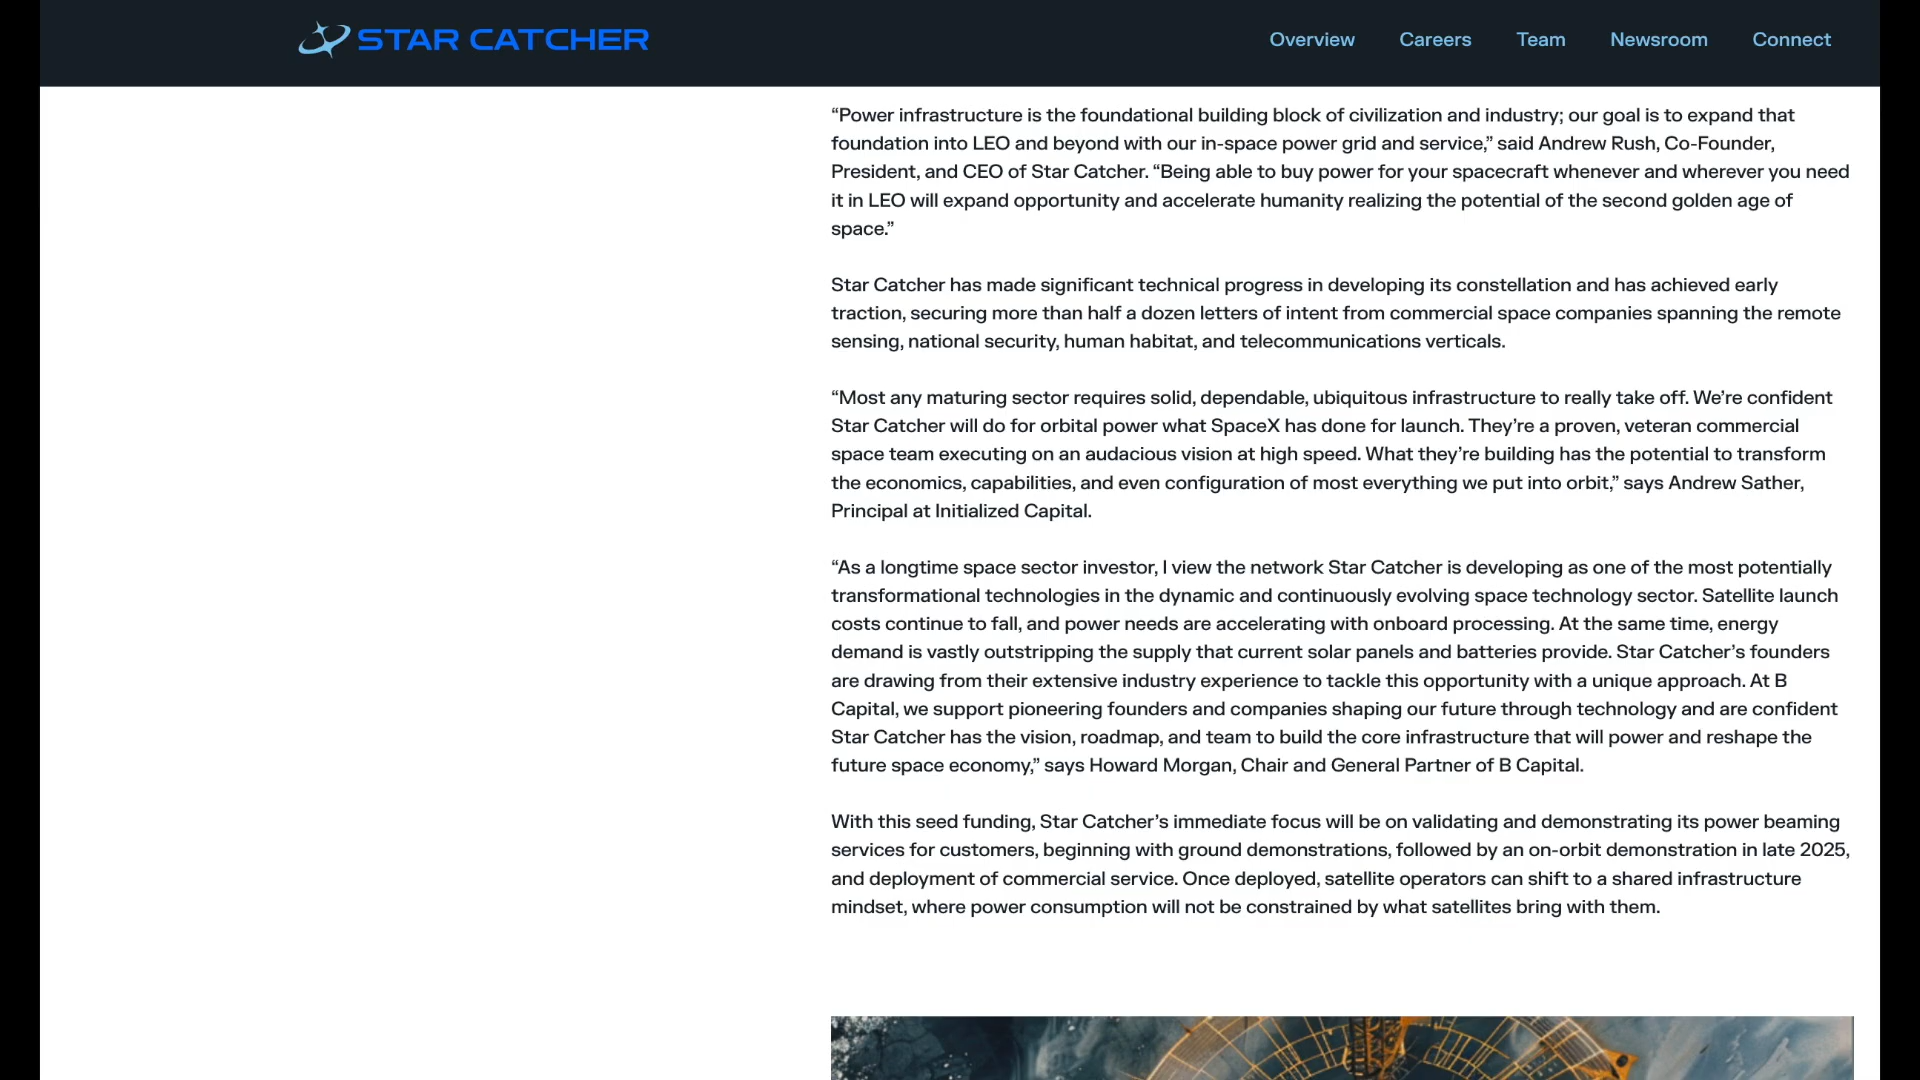 STAR CATCHER
Overview Careers Team Newsroom Connect
“Power infrastructure is the foundational building block of civilization and industry; our goal is to expand that
foundation into LEO and beyond with our in-space power grid and service,” said Andrew Rush, Co-Founder,
President, and CEO of Star Catcher. “Being able to buy power for your spacecraft whenever and wherever you need
it in LEO will expand opportunity and accelerate humanity realizing the potential of the second golden age of
space.”
Star Catcher has made significant technical progress in developing its constellation and has achieved early
traction, securing more than half a dozen letters of intent from commercial space companies spanning the remote
sensing, national security, human habitat, and telecommunications verticals.
“Most any maturing sector requires solid, dependable, ubiquitous infrastructure to really take off. We’re confident
Star Catcher will do for orbital power what SpaceX has done for launch. They’re a proven, veteran commercial
space team executing on an audacious vision at high speed. What they’re building has the potential to transform
the economics, capabilities, and even configuration of most everything we put into orbit,” says Andrew Sather,
Principal at Initialized Capital.
“As a longtime space sector investor, I view the network Star Catcher is developing as one of the most potentially
transformational technologies in the dynamic and continuously evolving space technology sector. Satellite launch
costs continue to fall, and power needs are accelerating with onboard processing. At the same time, energy
demand is vastly outstripping the supply that current solar panels and batteries provide. Star Catcher’s founders
are drawing from their extensive industry experience to tackle this opportunity with a unique approach. At B
Capital, we support pioneering founders and companies shaping our future through technology and are confident
Star Catcher has the vision, roadmap, and team to build the core infrastructure that will power and reshape the
future space economy,” says Howard Morgan, Chair and General Partner of B Capital.
With this seed funding, Star Catcher’s immediate focus will be on validating and demonstrating its power beaming
services for customers, beginning with ground demonstrations, followed by an on-orbit demonstration in late 2025,
and deployment of commercial service. Once deployed, satellite operators can shift to a shared infrastructure
mindset, where power consumption will not be constrained by what satellites bring with them.